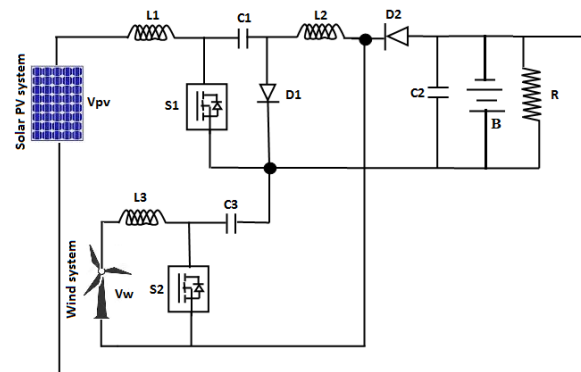 L1
C1
L2
D2
Solar PV system
Vpv
S1
D1
C2
B
R
L3
C3
Wind system
Vw
S2